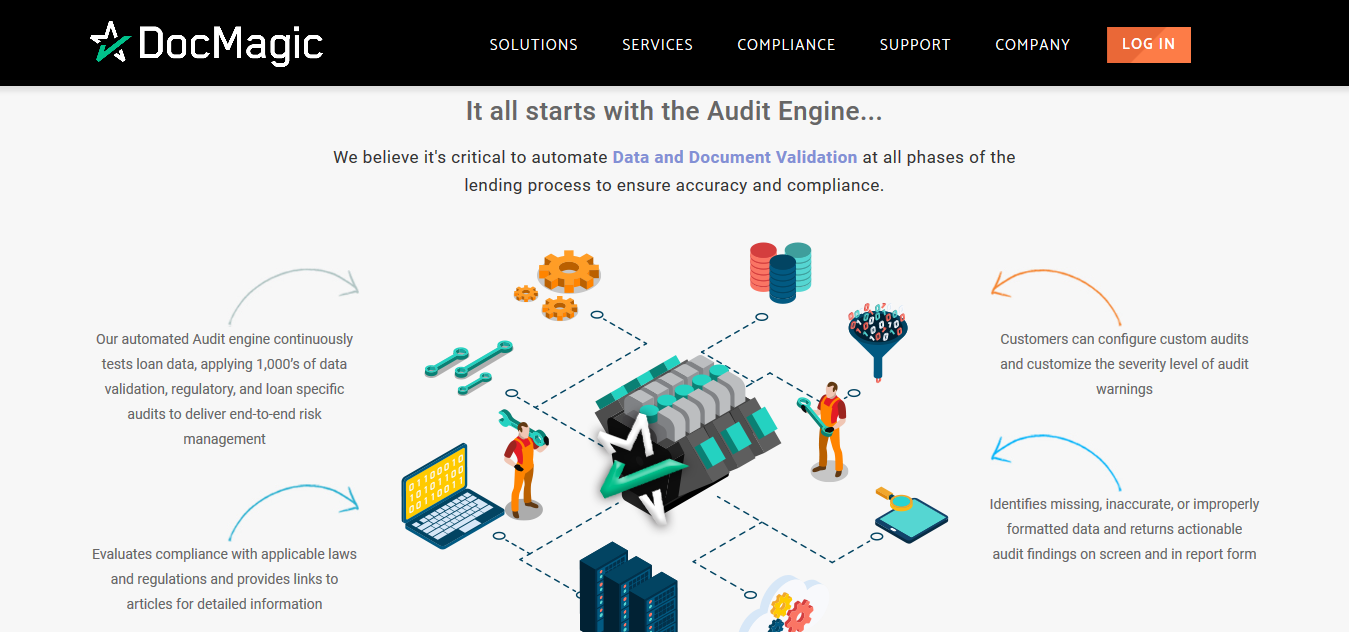 DocMagic
SOLUTIONS
SERVICES
COMPLIANCE
SUPPORT
COMPANY
LOG IN
It all starts with the Audit Engine...
We believe it's critical to automate Data and Document Validation at all phases of the
lending process to ensure accuracy and compliance.
Our automated Audit engine continuously
tests loan data, applying 1,000’s of data
validation, regulatory, and loan specific
audits to deliver end-to-end risk
management
Customers can configure custom audits
and customize the severity level of audit
warnings
01100010
10101100
00110011
Evaluates compliance with applicable laws
and regulations and provides links to
articles for detailed information
Identifies missing, inaccurate, or improperly
formatted data and returns actionable
audit findings on screen and in report form